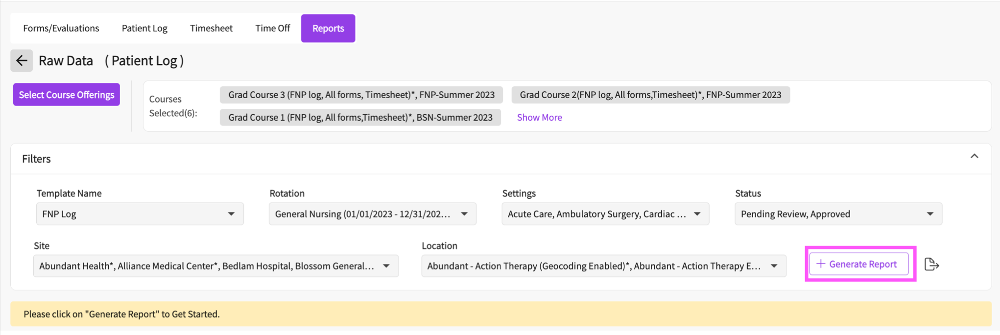 Forms/Evaluations Patient Log Timesheet Time Off Reports
Raw Data ( Patient Log )
Select Course Offerings
Courses
Selected(6):
Grad Course 3 (FNP log, All forms, Timesheet)*, FNP-Summer 2023 Grad Course 2(FNP log, All forms,Timesheet)*, FNP-Summer 2023
Grad Course 1 (FNP log, All forms,Timesheet)*, BSN-Summer 2023 Show More
Filters
Template Name Rotation Settings Status
FNP Log General Nursing (01/01/2023 - 12/31/202... Acute Care, Ambulatory Surgery, Cardiac ... Pending Review, Approved
Site Location
Abundant Health*, Alliance Medical Center*, Bedlam Hospital, Blossom General... Abundant - Action Therapy (Geocoding Enabled)*, Abundant - Action Therapy E... + Generate Report
Please click on "Generate Report" to Get Started.